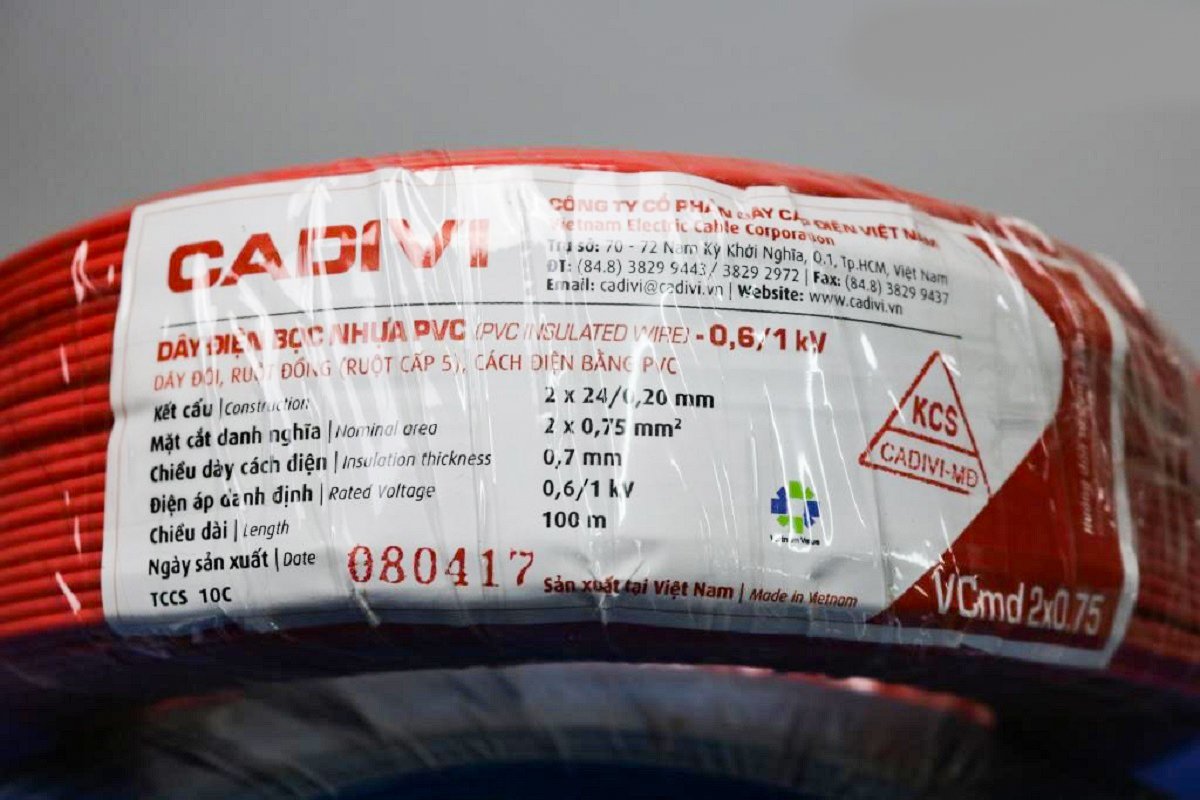 CADIVI
CÔNG TY CỔ PHẦN DÂY CÁP ĐIỆN VIỆT NAM
Vietnam Electric Cable Corporation
Trụ sở: 70 - 72 Nam Kỳ Khởi Nghĩa, Q.1, Tp.HCM, Việt Nam
ĐT: (84.8) 3829 9443 / 3829 2972 | Fax: (84.8) 3829 9437
Email: cadivi@cadivi.vn | Website: www.cadivi.vn
DÂY ĐIỆN BỌC NHỰA PVC (PVC INSULATED WIRE) - 0,6/1 kV
DÂY ĐÔI, RUỘT ĐỒNG (RUỘT CẤP 5), CÁCH ĐIỆN BẰNG PVC
Kết cấu | Construction 2 x 24/0,20 mm
Mặt cắt danh nghĩa | Nominal area 2 x 0,75 mm²
Chiều dày cách điện | Insulation thickness 0,7 mm
Điện áp danh định | Rated Voltage 0,6/1 kV
Chiều dài | Length 100 m
Ngày sản xuất | Date 080417
TCCS 10C
Sản xuất tại Việt Nam | Made in Vietnam
KCS
CADIVI-MĐ
Vietnam Value
VCmd 2x0.75